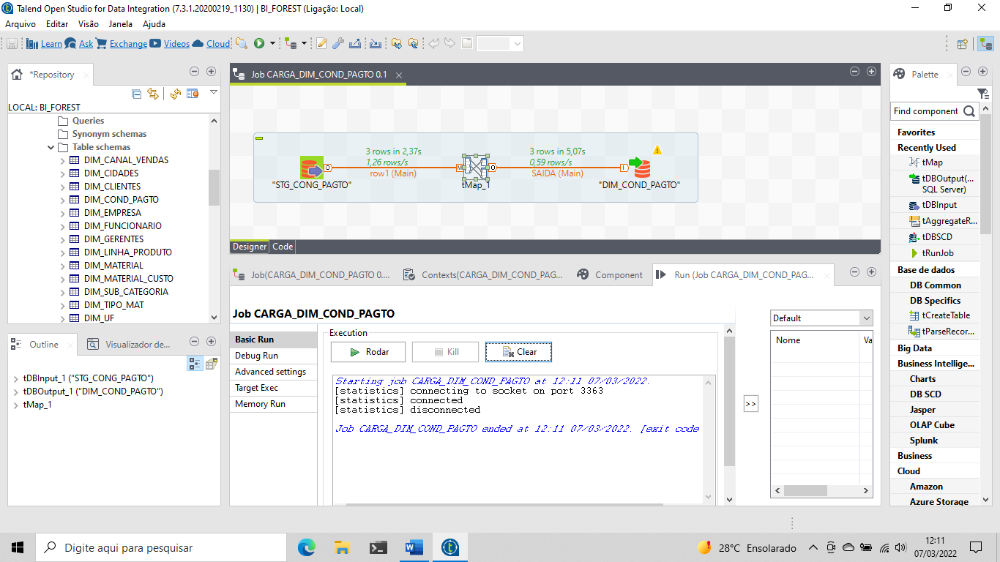 Talend Open Studio for Data Integration (7.3.1.20200219_1130) | BI_FOREST (Ligação: Local)
Arquivo Editar Visão Janela Ajuda
Learn Ask Exchange Videos Cloud
*Repository
LOCAL: BI_FOREST
Queries
Synonym schemas
Table schemas
DIM_CANAL_VENDAS
DIM_CIDADES
DIM_CLIENTES
DIM_COND_PAGTO
DIM_EMPRESA
DIM_FUNCIONARIO
DIM_GERENTES
DIM_LINHA_PRODUTO
DIM_MATERIAL
DIM_MATERIAL_CUSTO
DIM_SUB_CATEGORIA
DIM_TIPO_MAT
DIM_UF
Outline Visualizador de...
tDBInput_1 ("STG_CONG_PAGTO")
tDBOutput_1 ("DIM_COND_PAGTO")
tMap_1
Job CARGA_DIM_COND_PAGTO 0.1
3 rows in 2,37s
1,26 rows/s
row1 (Main)
3 rows in 5,07s
0,59 rows/s
SAIDA (Main)
"STG_CONG_PAGTO"
tMap_1
"DIM_COND_PAGTO"
Designer Code
Job(CARGA_DIM_COND_PAGTO 0.... Contexts(CARGA_DIM_COND_PAG... Component Run (Job CARGA_DIM_COND_PAG...
Job CARGA_DIM_COND_PAGTO
Basic Run
Debug Run
Advanced settings
Target Exec
Memory Run
Execution
Rodar Kill Clear
Starting job CARGA_DIM_COND_PAGTO at 12:11 07/03/2022.
[statistics] connecting to socket on port 3363
[statistics] connected
[statistics] disconnected
Job CARGA_DIM_COND_PAGTO ended at 12:11 07/03/2022. [exit code
>>
Default
Nome Va
Palette
Find component
Favorites
Recently Used
tMap
tDBOutput(...
SQL Server)
tDBInput
tAggregateR...
tDBSCD
tRunJob
Base de dados
DB Common
DB Specifics
tCreateTable
tParseRecor...
Big Data
Business Intellige...
Charts
DB SCD
Jasper
OLAP Cube
Splunk
Business
Cloud
Amazon
Azure Storage
Digite aqui para pesquisar
28°C Ensolarado
12:11
07/03/2022